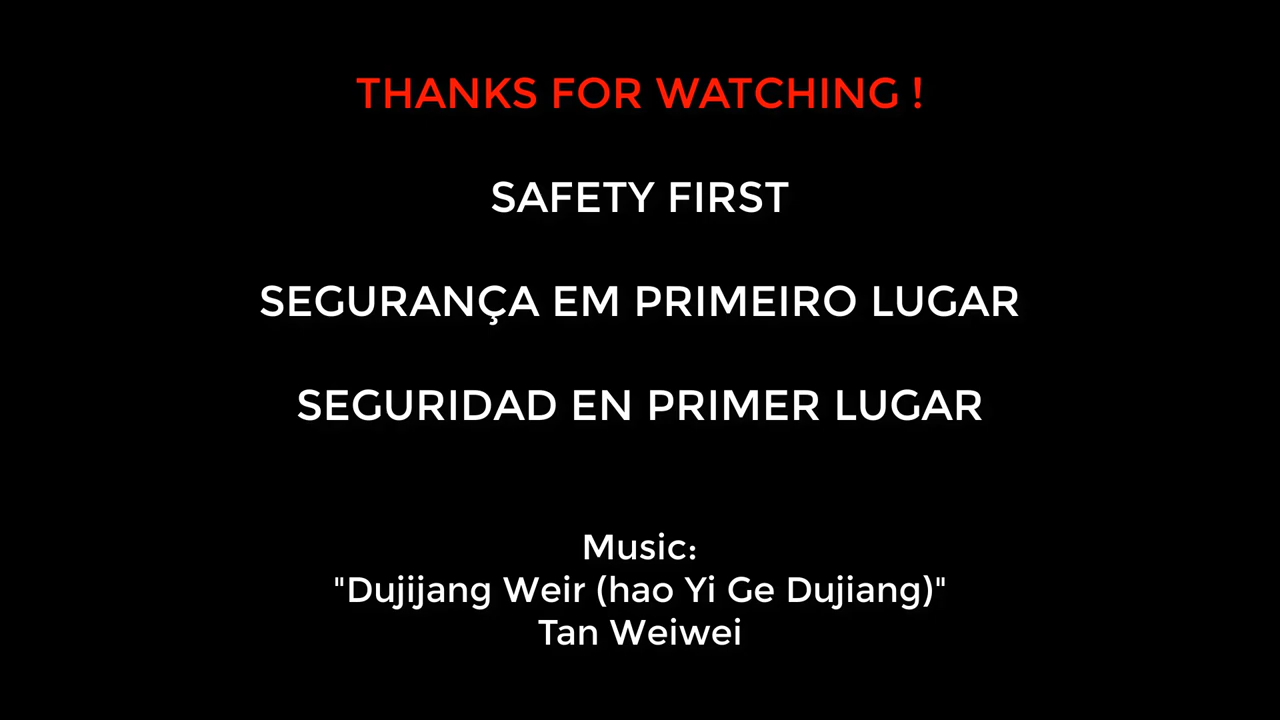 THANKS FOR WATCHING !
SAFETY FIRST
SEGURANÇA EM PRIMEIRO LUGAR
SEGURIDAD EN PRIMER LUGAR
Music:
"Dujijang Weir (hao Yi Ge Dujiang)"
Tan Weiwei